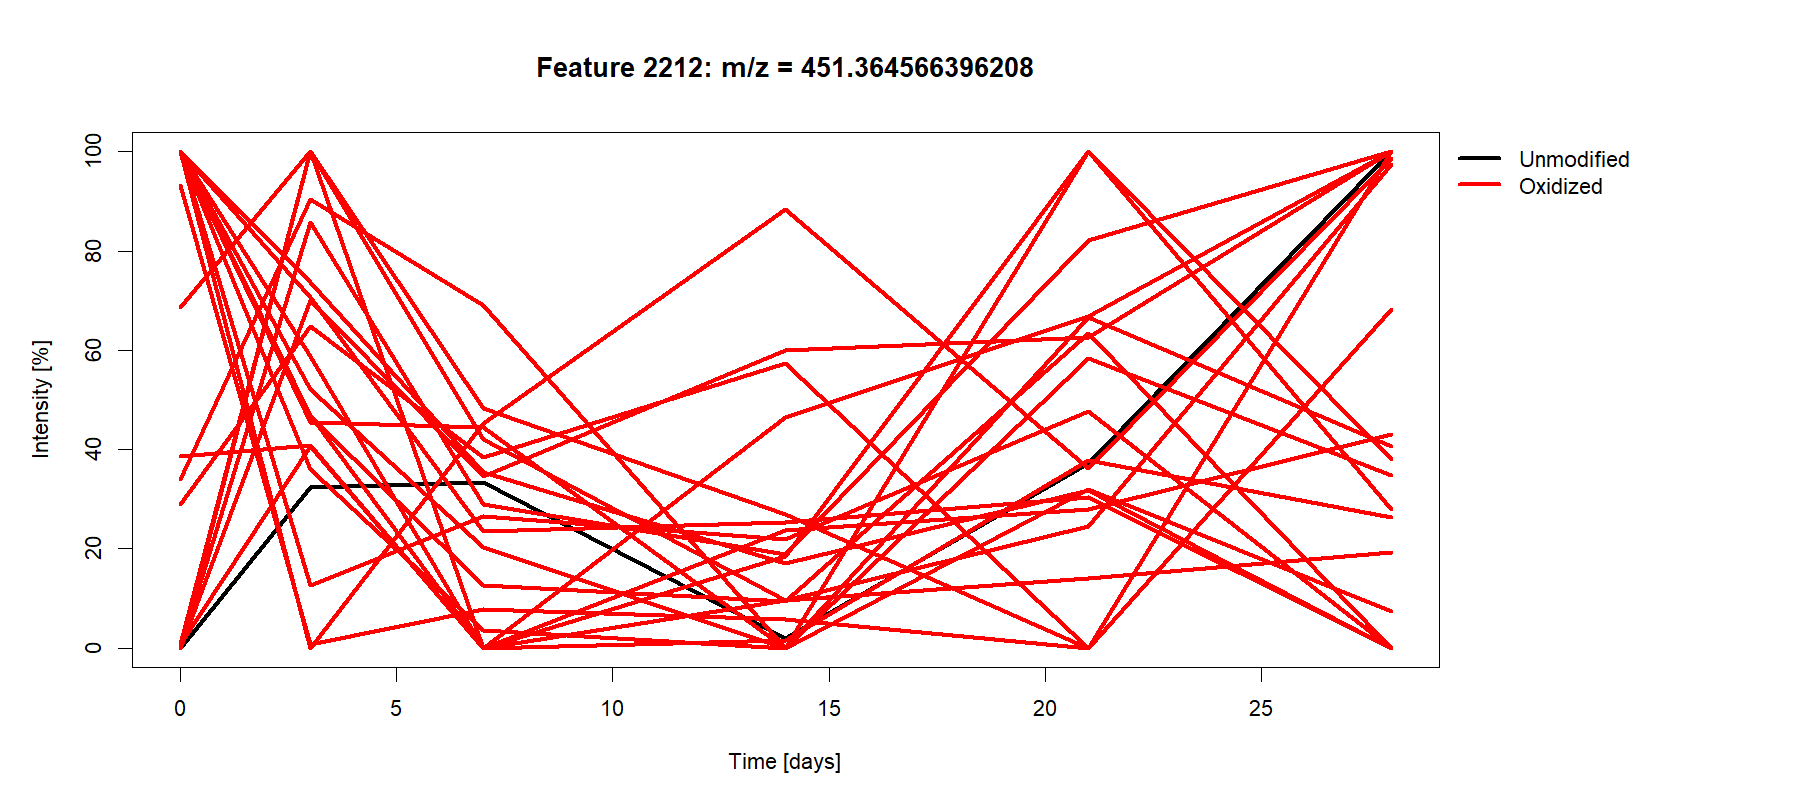 Feature 2212: m/z = 451.364566396208
Unmodified
Oxidized
Intensity [%]
100
80
60
40
20
0
0 5 10 15 20 25
Time [days]